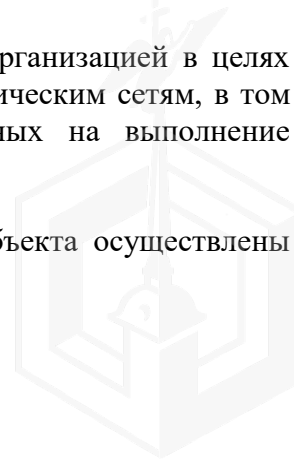 рганизацией в целях
ическим сетям, в том
ных на выполнение
бъекта осуществлены